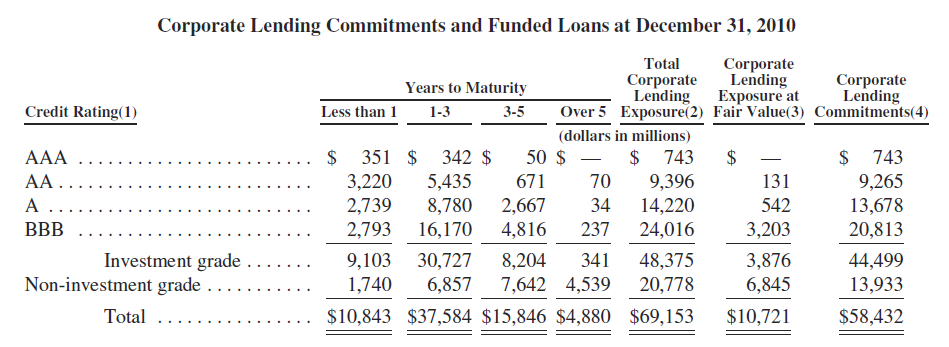 Corporate Lending Commitments and Funded Loans at December 31, 2010
Total Corporate
Corporate Lending Corporate
Years to Maturity Lending Exposure at Lending
Credit Rating(1) Less than 1 1-3 3-5 Over 5 Exposure(2) Fair Value(3) Commitments(4)
(dollars in millions)
AAA . . . . . . . . . . . . . . . . . . . . . . . . . $ 351 $ 342 $ 50 $ — $ 743 $ — $ 743
AA . . . . . . . . . . . . . . . . . . . . . . . . . . . 3,220 5,435 671 70 9,396 131 9,265
A . . . . . . . . . . . . . . . . . . . . . . . . . . . . 2,739 8,780 2,667 34 14,220 542 13,678
BBB . . . . . . . . . . . . . . . . . . . . . . . . . 2,793 16,170 4,816 237 24,016 3,203 20,813
Investment grade . . . . . . . 9,103 30,727 8,204 341 48,375 3,876 44,499
Non-investment grade . . . . . . . . . . . 1,740 6,857 7,642 4,539 20,778 6,845 13,933
Total . . . . . . . . . . . . . . . . $10,843 $37,584 $15,846 $4,880 $69,153 $10,721 $58,432